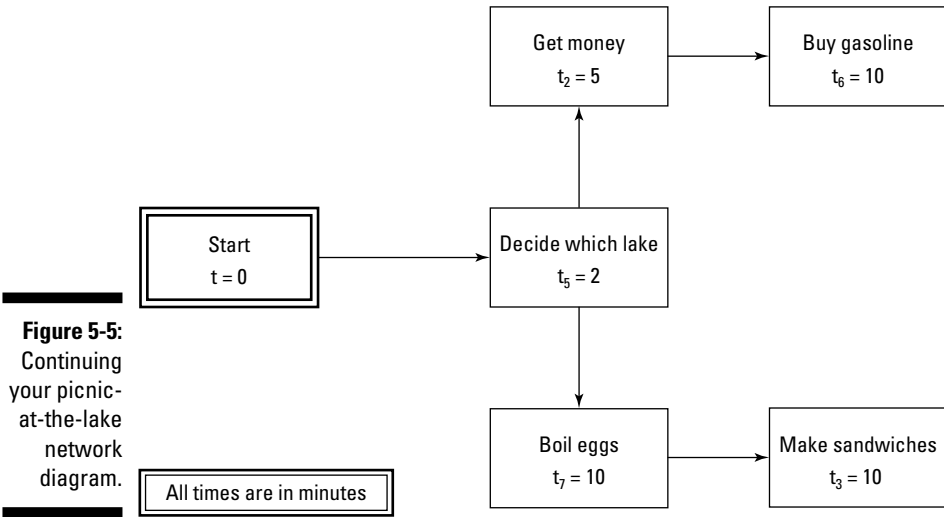 Get money
t₂ = 5
Buy gasoline
t₆ = 10
Start
t = 0
Decide which lake
t₅ = 2
Figure 5-5:
Continuing
your picnic-
at-the-lake
network
diagram.
Boil eggs
t₇ = 10
Make sandwiches
t₃ = 10
All times are in minutes